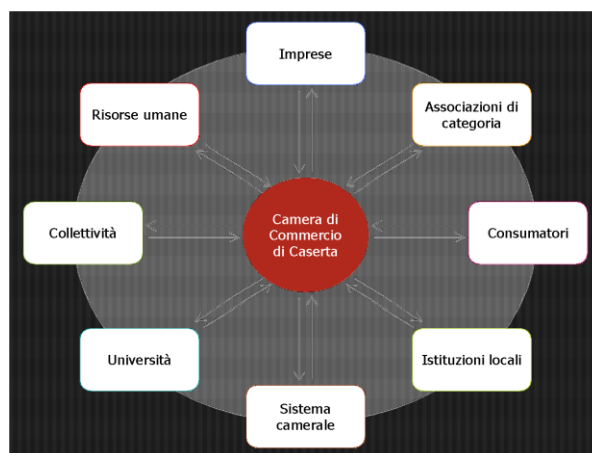 Imprese
Risorse umane
Associazioni di
categoria
Collettività
Camera di
Commercio
di Caserta
Consumatori
Università
Istituzioni locali
Sistema
camerale